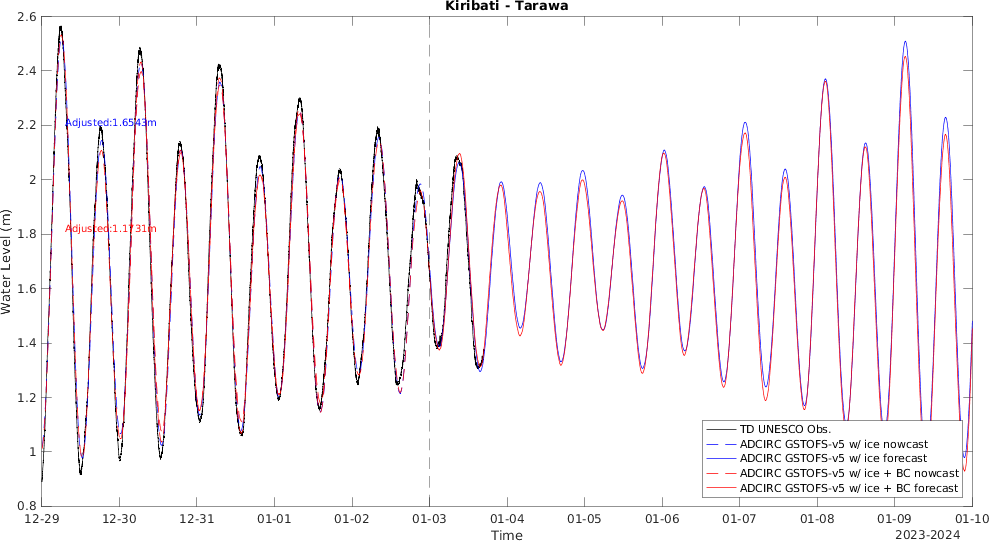 Kiribati - Tarawa
2.6
2.4
2.2
2
1.8
1.6
1.4
1.2
1
0.8
Water Level (m)
Adjusted:1.6543m
Adjusted:1.1731m
TD UNESCO Obs.
ADCIRC GSTOFS-v5 w/ ice nowcast
ADCIRC GSTOFS-v5 w/ ice forecast
ADCIRC GSTOFS-v5 w/ ice + BC nowcast
ADCIRC GSTOFS-v5 w/ ice + BC forecast
12-29 12-30 12-31 01-01 01-02 01-03 01-04 01-05 01-06 01-07 01-08 01-09 01-10
Time
2023-2024